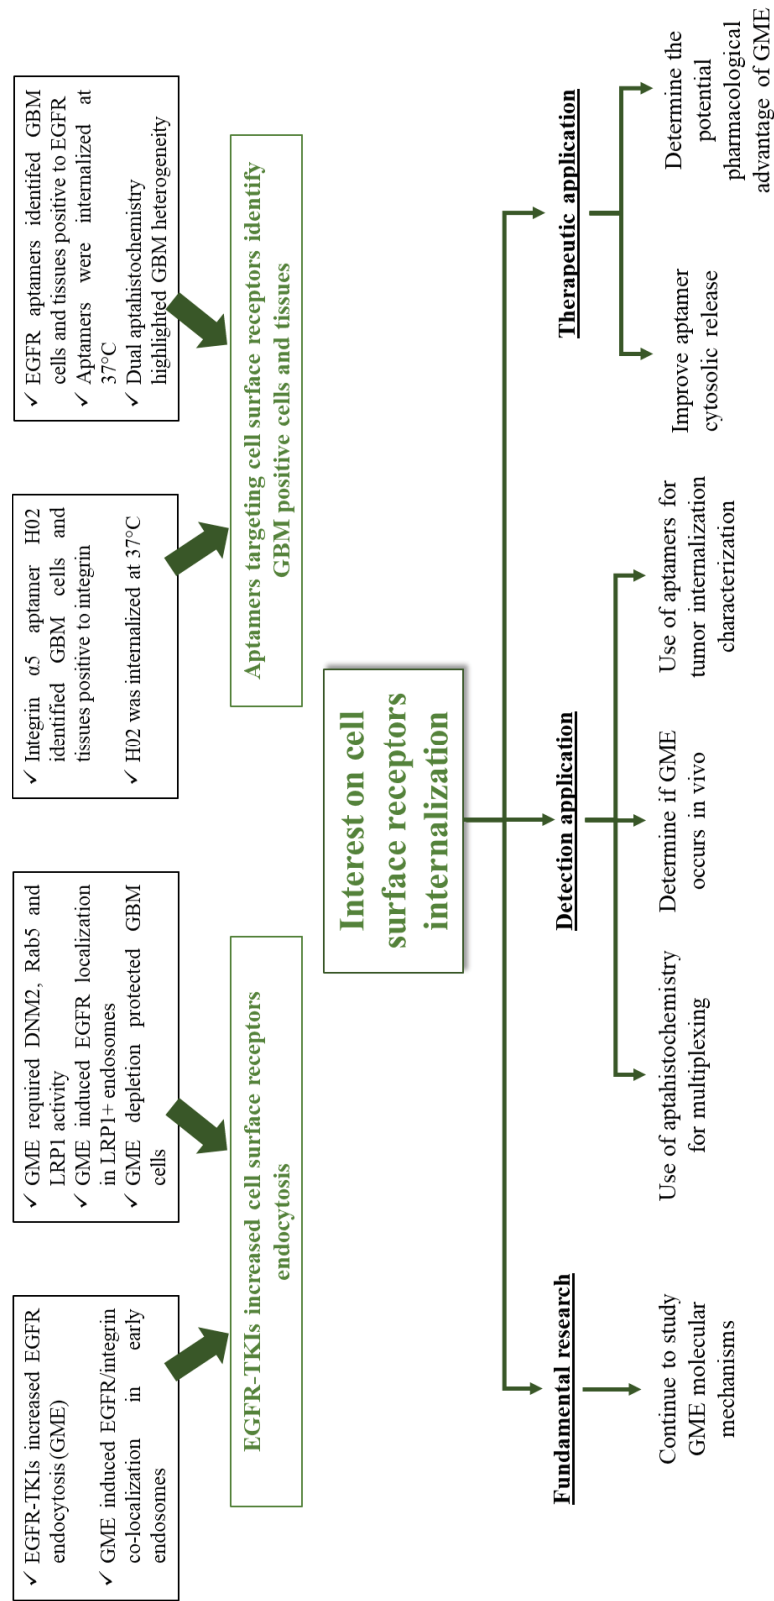 ✓ EGFR-TKIs increased EGFR
endocytosis (GME)
✓ GME induced EGFR/integrin
co-localization in early
endosomes
✓ GME required DNM2, Rab5 and
LRP1 activity
✓ GME induced EGFR localization
in LRP1+ endosomes
✓ GME depletion protected GBM
cells
✓ Integrin α5 aptamer H02
identified GBM cells and
tissues positive to integrin
✓ H02 was internalized at 37°C
✓ EGFR aptamers identifed GBM
cells and tissues positive to EGFR
✓ Aptamers were internalized at
37°C
✓ Dual aptahistochemistry
highlighted GBM heterogeneity
EGFR-TKIs increased cell surface receptors
endocytosis
Aptamers targeting cell surface receptors identify
GBM positive cells and tissues
Interest on cell
surface receptors
internalization
Fundamental research
Detection application
Therapeutic application
Continue to study
GME molecular
mechanisms
Use of aptahistochemistry
for multiplexing
Determine if GME
occurs in vivo
Use of aptamers for
tumor internalization
characterization
Improve aptamer
cytosolic release
Determine the
potential
pharmacological
advantage of GME